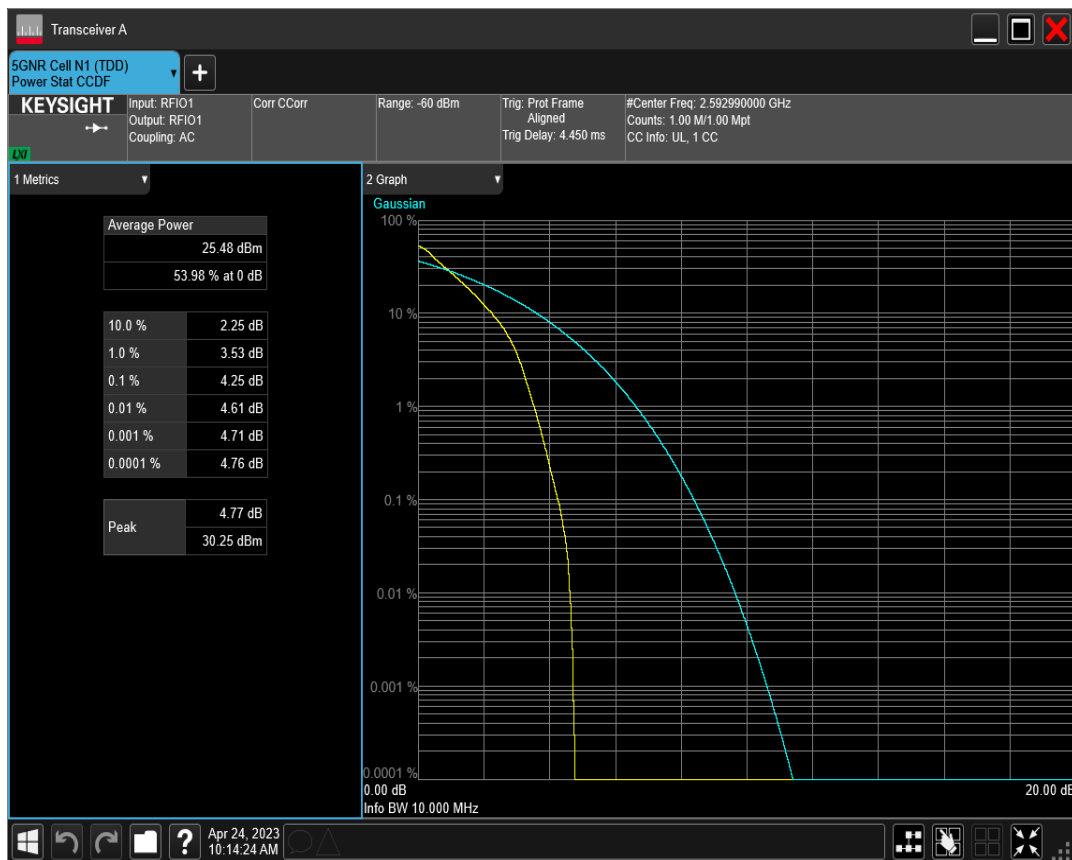 Transceiver A
5GNR Cell N1 (TDD)
Power Stat CCDF
KEYSIGHT
LXI
Input: RFIO1
Output: RFIO1
Coupling: AC
Corr CCorr
Range: -60 dBm
Trig: Prot Frame
Aligned
Trig Delay: 4.450 ms
#Center Freq: 2.592990000 GHz
Counts: 1.00 M/1.00 Mpt
CC Info: UL, 1 CC
1 Metrics
Average Power
25.48 dBm
53.98 % at 0 dB
10.0 % 2.25 dB
1.0 % 3.53 dB
0.1 % 4.25 dB
0.01 % 4.61 dB
0.001 % 4.71 dB
0.0001 % 4.76 dB
Peak 4.77 dB
30.25 dBm
2 Graph
Gaussian
100 %
10 %
1 %
0.1 %
0.01 %
0.001 %
0.0001 %
0.00 dB 20.00 dB
Info BW 10.000 MHz
Apr 24, 2023
10:14:24 AM